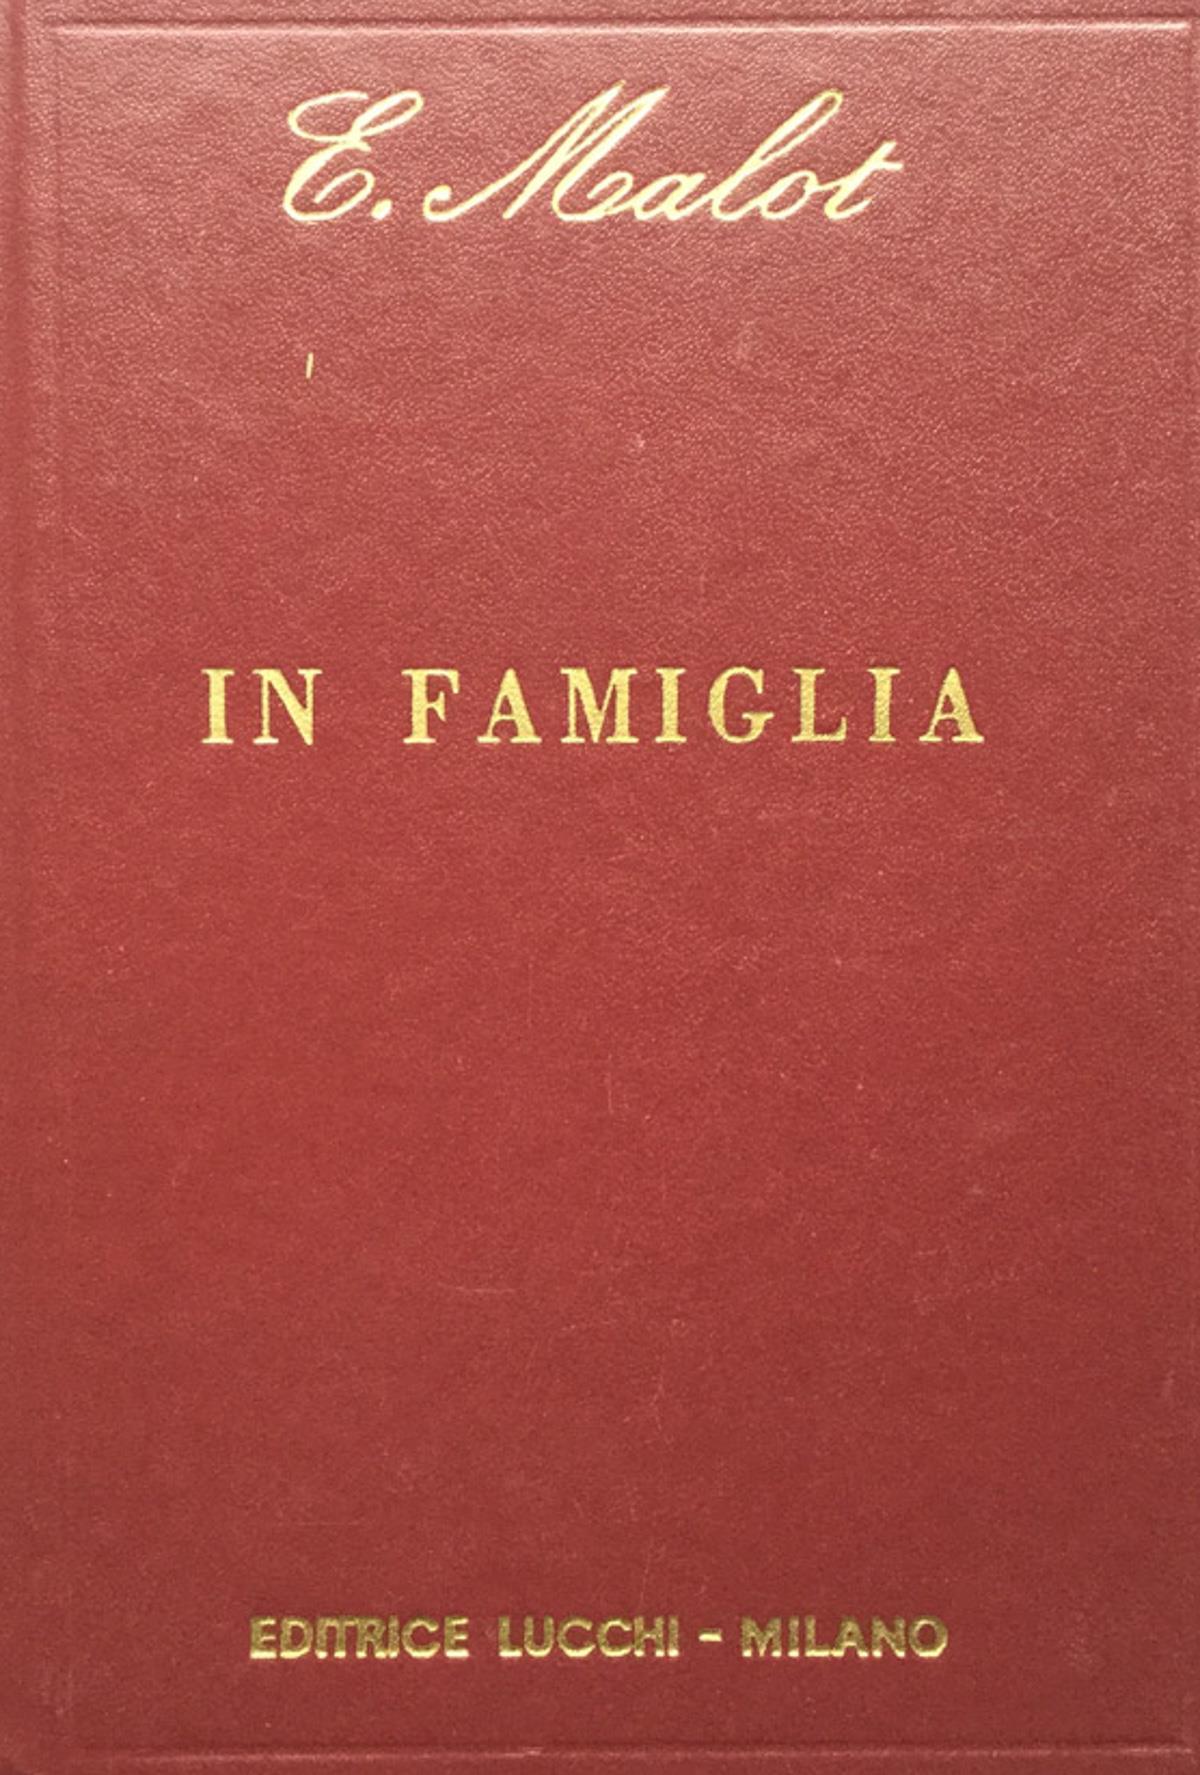 E. Malot
IN FAMIGLIA
EDITRICE LUCCHI - MILANO